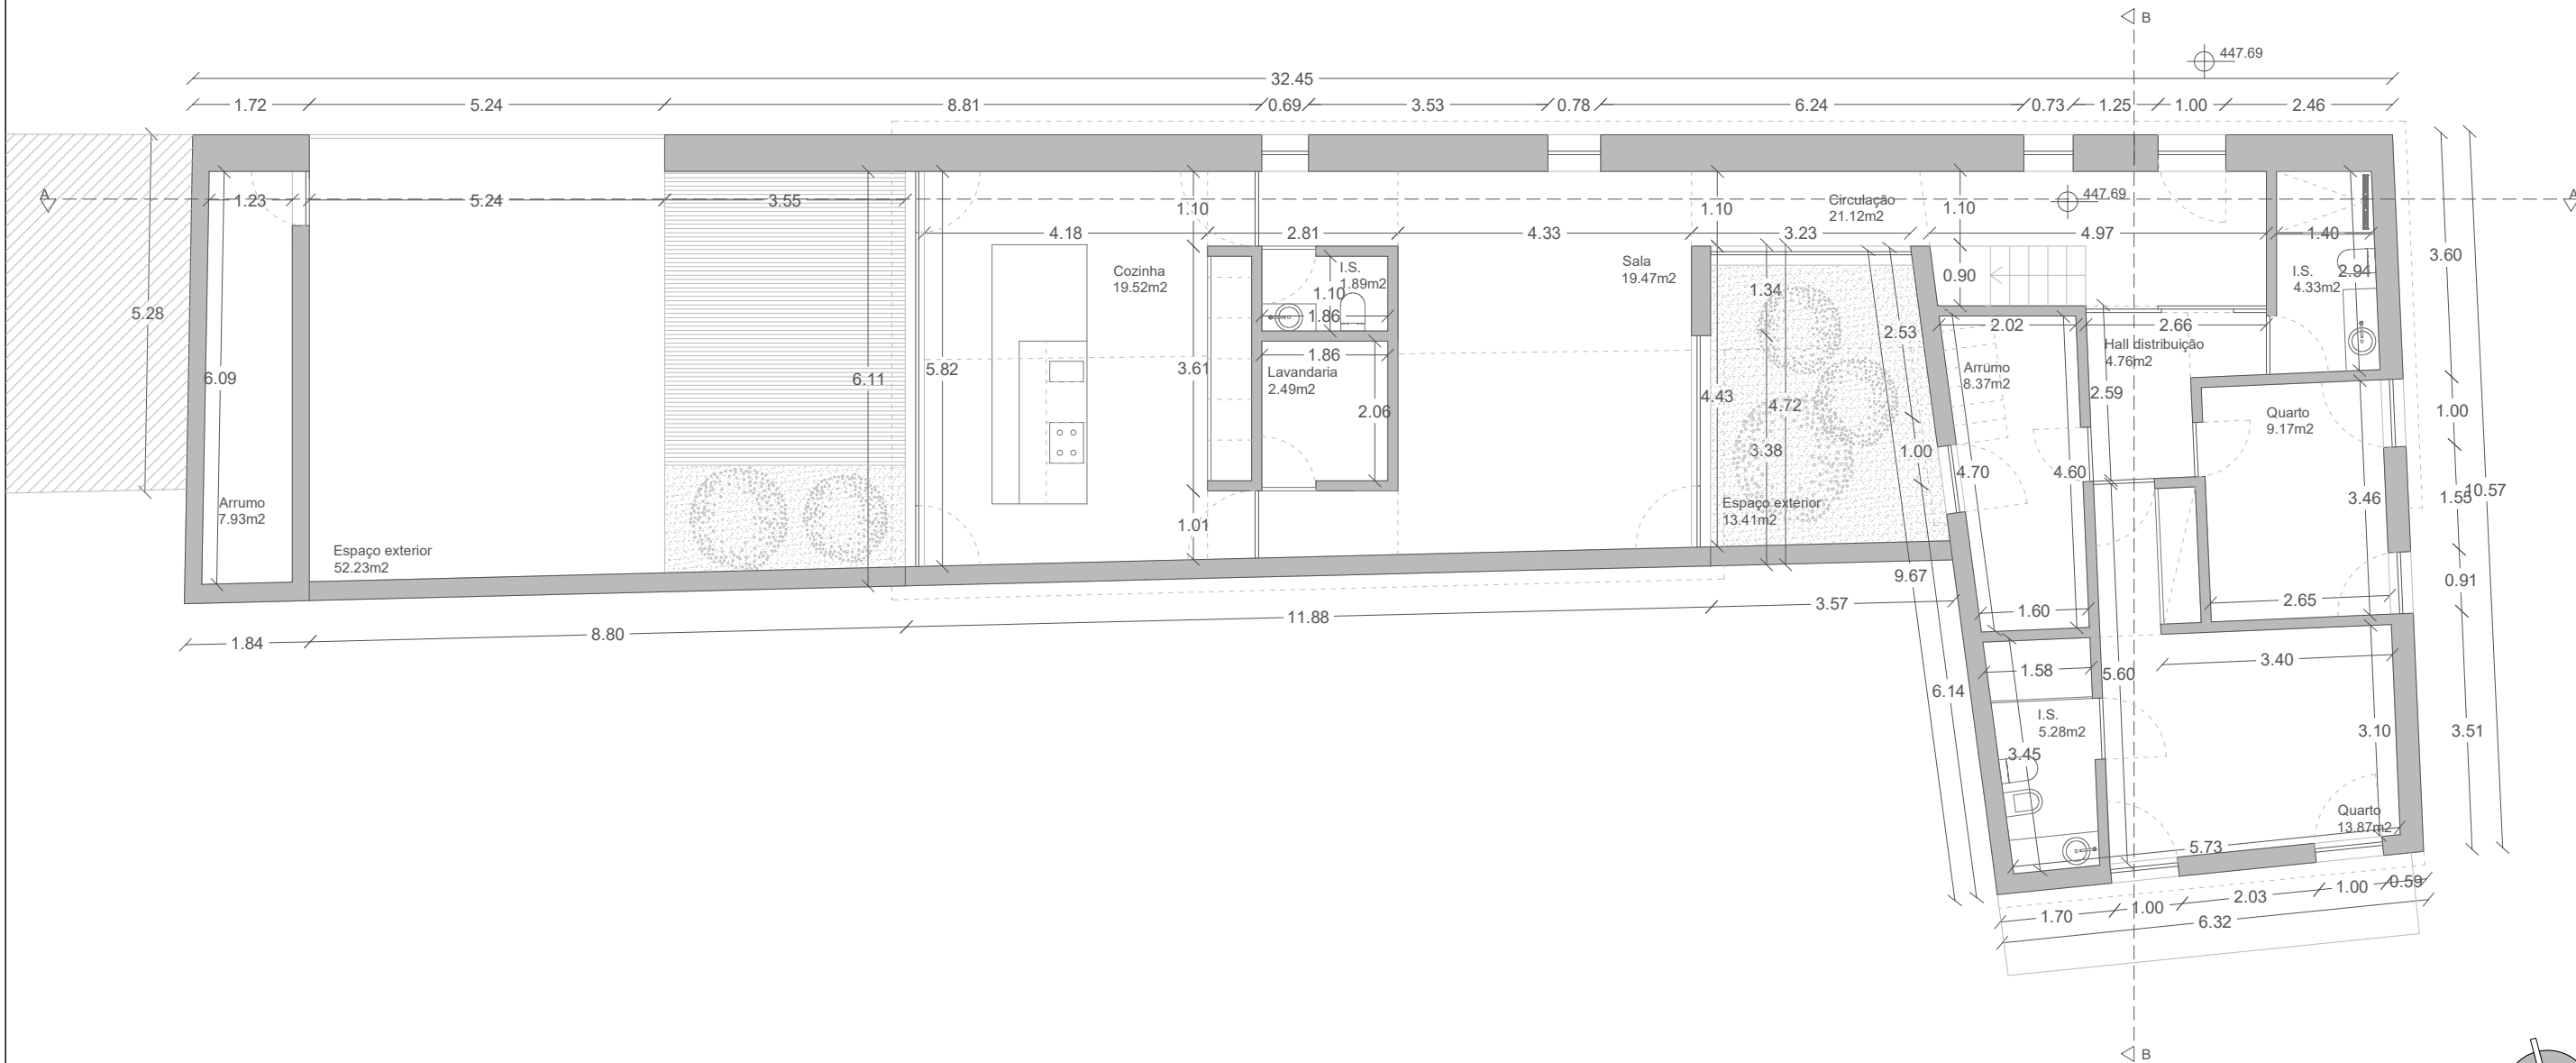 B
447.69
32.45
1.72
5.24
8.81
0.69
3.53
0.78
6.24
0.73
1.25
1.00
2.46
A
1.23
5.24
3.55
1.10
1.10
Circulação
21.12m2
1.10
447.69
A
4.18
2.81
4.33
3.23
4.97
1.40
3.60
Cozinha
19.52m2
I.S.
1.89m2
1.10
1.86
Sala
19.47m2
1.34
0.90
I.S.
4.33m2
2.94
5.28
2.53
2.02
2.66
Hall distribuição
4.76m2
6.09
6.11
5.82
3.61
1.86
Lavandaria
2.49m2
2.06
4.43
4.72
3.38
1.00
Arrumo
8.37m2
2.59
Quarto
9.17m2
1.00
4.70
4.60
3.46
1.55
10.57
Arrumo
7.93m2
Espaço exterior
52.23m2
1.01
Espaço exterior
13.41m2
9.67
0.91
1.84
8.80
11.88
3.57
1.60
2.65
1.58
5.60
3.40
6.14
I.S.
5.28m2
3.45
3.10
3.51
Quarto
13.87m2
5.73
1.70
1.00
2.03
1.00
0.59
6.32
B